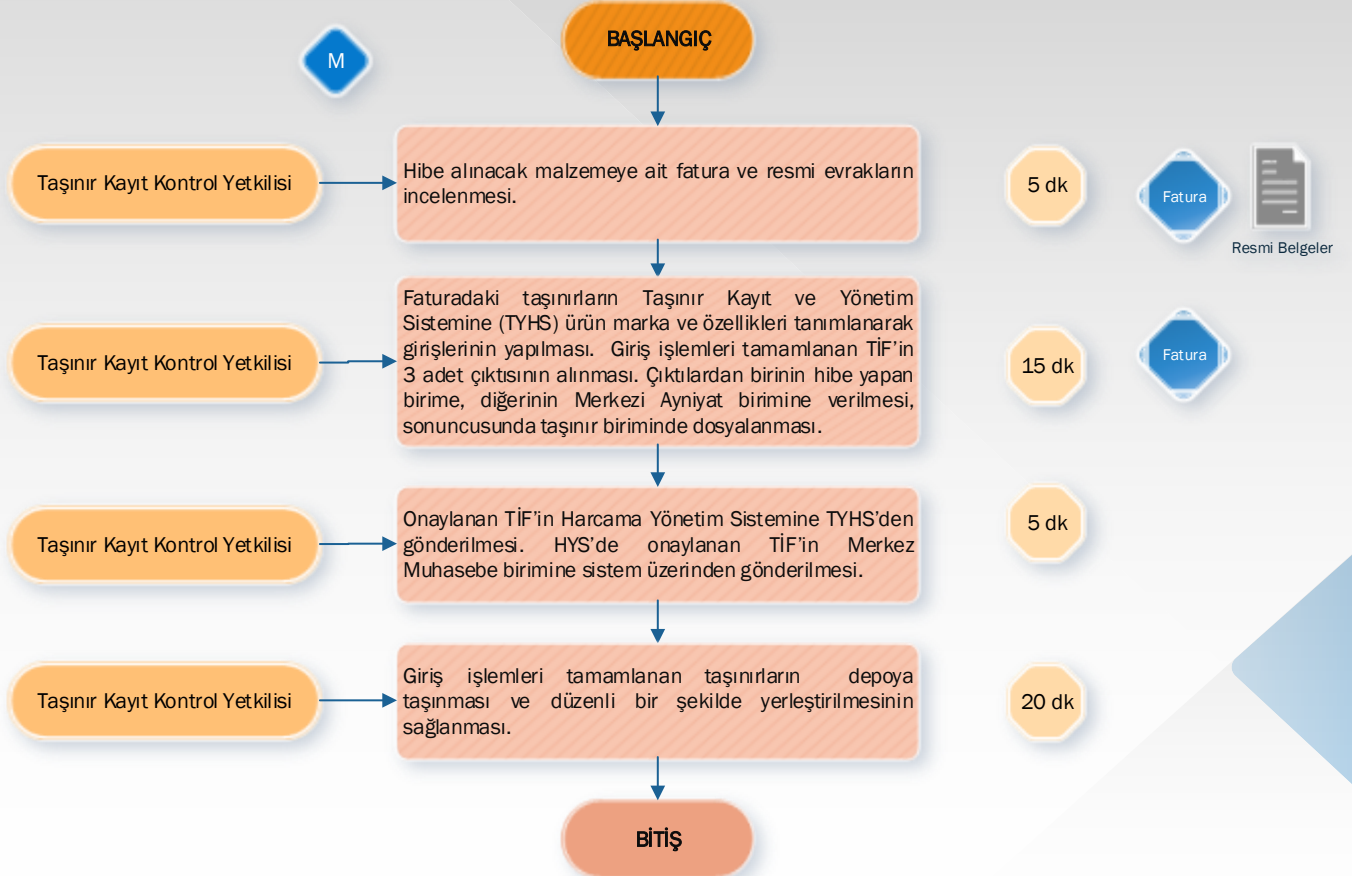 BAŞLANGIÇ
M
Taşınır Kayıt Kontrol Yetkilisi
Hibe alınacak malzemeye ait fatura ve resmi evrakların
incelenmesi.
5 dk
Fatura
Resmi Belgeler
Taşınır Kayıt Kontrol Yetkilisi
Faturadaki taşınırların Taşınır Kayıt ve Yönetim
Sistemine (TYHS) ürün marka ve özellikleri tanımlanarak
girişlerinin yapılması. Giriş işlemleri tamamlanan TİF'in
3 adet çıktısının alınması. Çıktılardan birinin hibe yapan
birime, diğerinin Merkezi Ayniyat birimine verilmesi,
sonuncusunda taşınır biriminde dosyalanması.
15 dk
Fatura
Taşınır Kayıt Kontrol Yetkilisi
Onaylanan TİF'in Harcama Yönetim Sistemine TYHS'den
gönderilmesi. HYS'de onaylanan TİF'in Merkez
Muhasebe birimine sistem üzerinden gönderilmesi.
5 dk
Taşınır Kayıt Kontrol Yetkilisi
Giriş işlemleri tamamlanan taşınırların depoya
taşınması ve düzenli bir şekilde yerleştirilmesinin
sağlanması.
20 dk
BİTİŞ